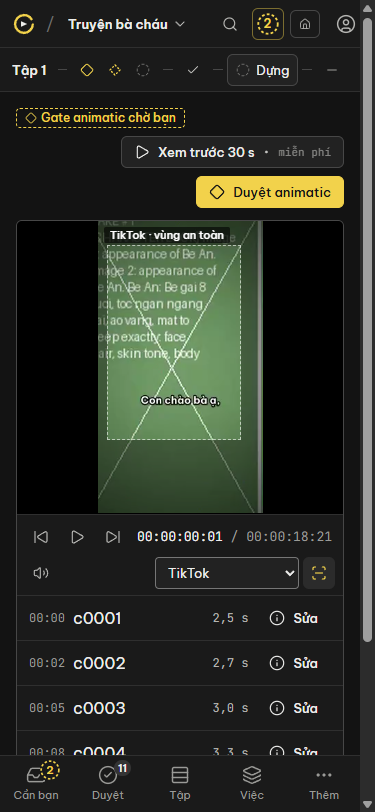 Truyện bà cháu
2
Tập 1
Dựng
Gate animatic chờ bạn
Xem trước 30 s • miễn phí
Duyệt animatic
TikTok · vùng an toàn
appearance of Be An.
mage 2: appearance of
e An. Be An: Be gai 8
toc ngan ngang
ao vang, mat to
eep exactly: face
air, skin tone, body
Con chào bà ạ,
00:00:00:01 / 00:00:18:21
TikTok
00:00 c0001 2,5 s Sửa
00:02 c0002 2,7 s Sửa
00:05 c0003 3,0 s Sửa
00:08 c0004 3,3 s Sửa
2
11
Cần bạn Duyệt Tập Việc Thêm